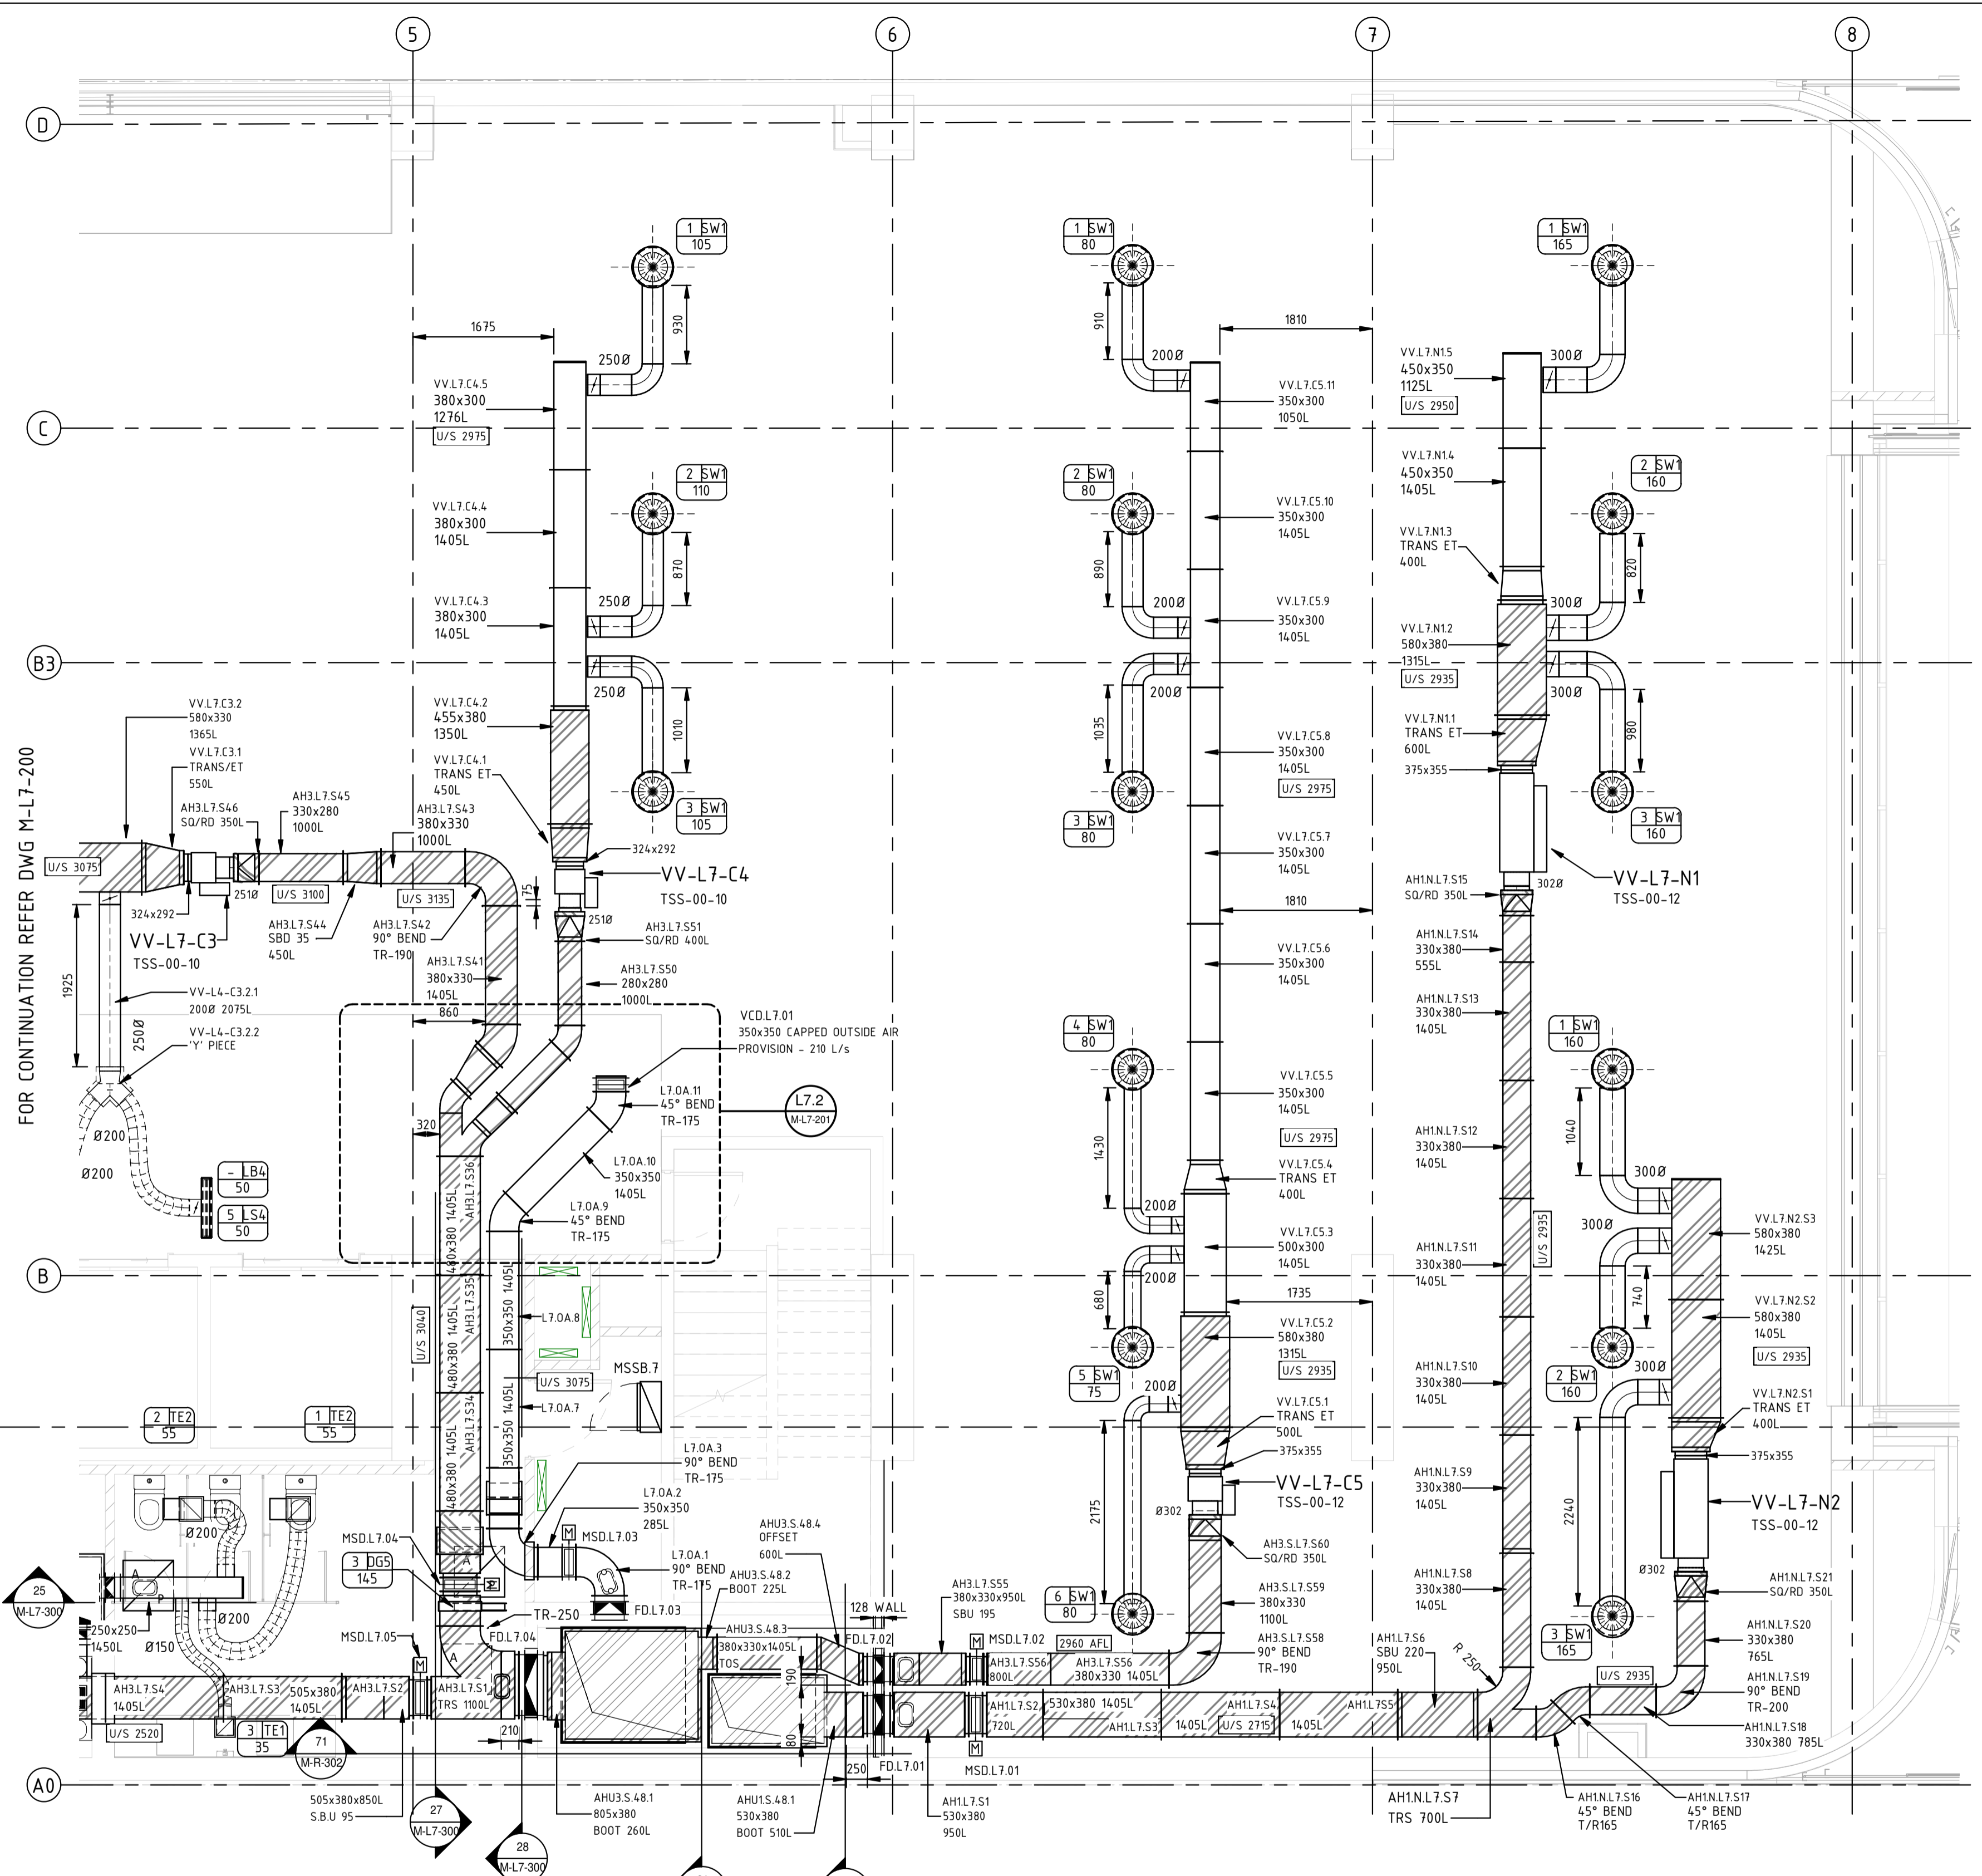 5
6
7
8
D
C
B3
B
A0
FOR CONTINUATION REFER DWG M-L7-200
1 SW1
105
930
1675
250Ø
VV.L7.C4.5
380x300
1276L
U/S 2975
2 SW1
110
870
VV.L7.C4.4
380x300
1405L
250Ø
VV.L7.C4.3
380x300
1405L
250Ø
1010
3 SW1
105
VV.L7.C4.2
455x380
1350L
VV.L7.C4.1
TRANS ET
450L
324x292
VV-L7-C4
TSS-00-10
75
251Ø
AH3.L7.S51
SQ/RD 400L
AH3.L7.S50
280x280
1000L
VV.L7.C3.2
580x330
1365L
VV.L7.C3.1
TRANS/ET
550L
AH3.L7.S46
SQ/RD 350L
AH3.L7.S45
330x280
1000L
AH3.L7.S43
380x330
1000L
U/S 3075
324x292
251Ø
U/S 3100
U/S 3135
VV-L7-C3
TSS-00-10
AH3.L7.S44
SBD 35
450L
AH3.L7.S42
90° BEND
TR-190
AH3.L7.S41
380x330
1405L
860
1925
250Ø
VV-L4-C3.2.1
200Ø 2075L
VV-L4-C3.2.2
'Y' PIECE
Ø200
Ø200
- LB4
50
5 LS4
50
320
VCD.L7.01
350x350 CAPPED OUTSIDE AIR
PROVISION - 210 L/s
L7.2
M-L7-201
L7.OA.11
45° BEND
TR-175
L7.OA.10
350x350
1405L
L7.OA.9
45° BEND
TR-175
480x380 1405L
AH3.L7.S36
480x380 1405L
AH3.L7.S35
480x380 1405L
AH3.L7.S34
U/S 3040
350x350 1405L
L7.OA.8
U/S 3075
350x350 1405L
L7.OA.7
MSSB.7
L7.OA.3
90° BEND
TR-175
L7.OA.2
350x350
285L
MSD.L7.03
M
L7.OA.1
90° BEND
TR-175
FD.L7.03
2 TE2
55
1 TE2
55
Ø200
MSD.L7.04
3 DG5
145
A
TR-250
A
P
25
M-L7-300
250x250
1450L
Ø150
Ø200
MSD.L7.05
M
FD.L7.04
A
AH3.L7.S4
1405L
U/S 2520
AH3.L7.S3
505x380
1405L
AH3.L7.S2
AH3.L7.S1
TRS 1100L
3 TE1
35
71
M-R-302
210
505x380x850L
S.B.U 95
27
M-L7-300
28
M-L7-300
AHU3.S.48.1
805x380
BOOT 260L
AHU3.S.48.4
OFFSET
600L
AHU3.S.48.2
BOOT 225L
AHU3.S.48.3
380x330x1405L
TOS
190
80
250
AHU1.S.48.1
530x380
BOOT 510L
128 WALL
FD.L7.02
FD.L7.01
AH3.L7.S55
380x330x950L
SBU 195
M
MSD.L7.02
AH3.L7.S56
800L
AH3.L7.S56
380x330 1405L
2960 AFL
AH1.L7.S1
530x380
950L
M
MSD.L7.01
AH1.L7.S2
720L
530x380 1405L
AH1.L7.S3
1405L
AH1.L7.S4
U/S 2715
1405L
AH1.L7.S5
1 SW1
80
910
1810
200Ø
VV.L7.C5.11
350x300
1050L
2 SW1
80
VV.L7.C5.10
350x300
1405L
890
200Ø
VV.L7.C5.9
350x300
1405L
200Ø
1035
3 SW1
80
VV.L7.C5.8
350x300
1405L
U/S 2975
VV.L7.C5.7
350x300
1405L
1810
VV.L7.C5.6
350x300
1405L
4 SW1
80
VV.L7.C5.5
350x300
1405L
U/S 2975
1430
VV.L7.C5.4
TRANS ET
400L
200Ø
VV.L7.C5.3
500x300
1405L
200Ø
680
1735
VV.L7.C5.2
580x380
1315L
U/S 2935
5 SW1
75
200Ø
VV.L7.C5.1
TRANS ET
500L
375x355
VV-L7-C5
TSS-00-12
2175
Ø302
AH3.S.L7.S60
SQ/RD 350L
6 SW1
80
AH3.S.L7.S59
380x330
1100L
AH3.S.L7.S58
90° BEND
TR-190
1 SW1
165
VV.L7.N1.5
450x350
1125L
U/S 2950
300Ø
VV.L7.N1.4
450x350
1405L
2 SW1
160
VV.L7.N1.3
TRANS ET
400L
820
300Ø
VV.L7.N1.2
580x380
1315L
U/S 2935
300Ø
980
VV.L7.N1.1
TRANS ET
600L
375x355
3 SW1
160
VV-L7-N1
TSS-00-12
302Ø
AH1.N.L7.S15
SQ/RD 350L
AH1.N.L7.S14
330x380
555L
AH1.N.L7.S13
330x380
1405L
AH1.N.L7.S12
330x380
1405L
U/S 2935
AH1.N.L7.S11
330x380
1405L
AH1.N.L7.S10
330x380
1405L
AH1.N.L7.S9
330x380
1405L
AH1.N.L7.S8
330x380
1405L
AH1.L7.S6
SBU 220
950L
R 250
AH1.N.L7.S7
TRS 700L
1 SW1
160
1040
300Ø
300Ø
VV.L7.N2.S3
580x380
1425L
740
VV.L7.N2.S2
580x380
1405L
U/S 2935
2 SW1
160
300Ø
VV.L7.N2.S1
TRANS ET
400L
375x355
VV-L7-N2
TSS-00-12
2240
Ø302
AH1.N.L7.S21
SQ/RD 350L
3 SW1
165
AH1.N.L7.S20
330x380
765L
U/S 2935
AH1.N.L7.S19
90° BEND
TR-200
AH1.N.L7.S18
330x380 785L
AH1.N.L7.S16
45° BEND
T/R165
AH1.N.L7.S17
45° BEND
T/R165